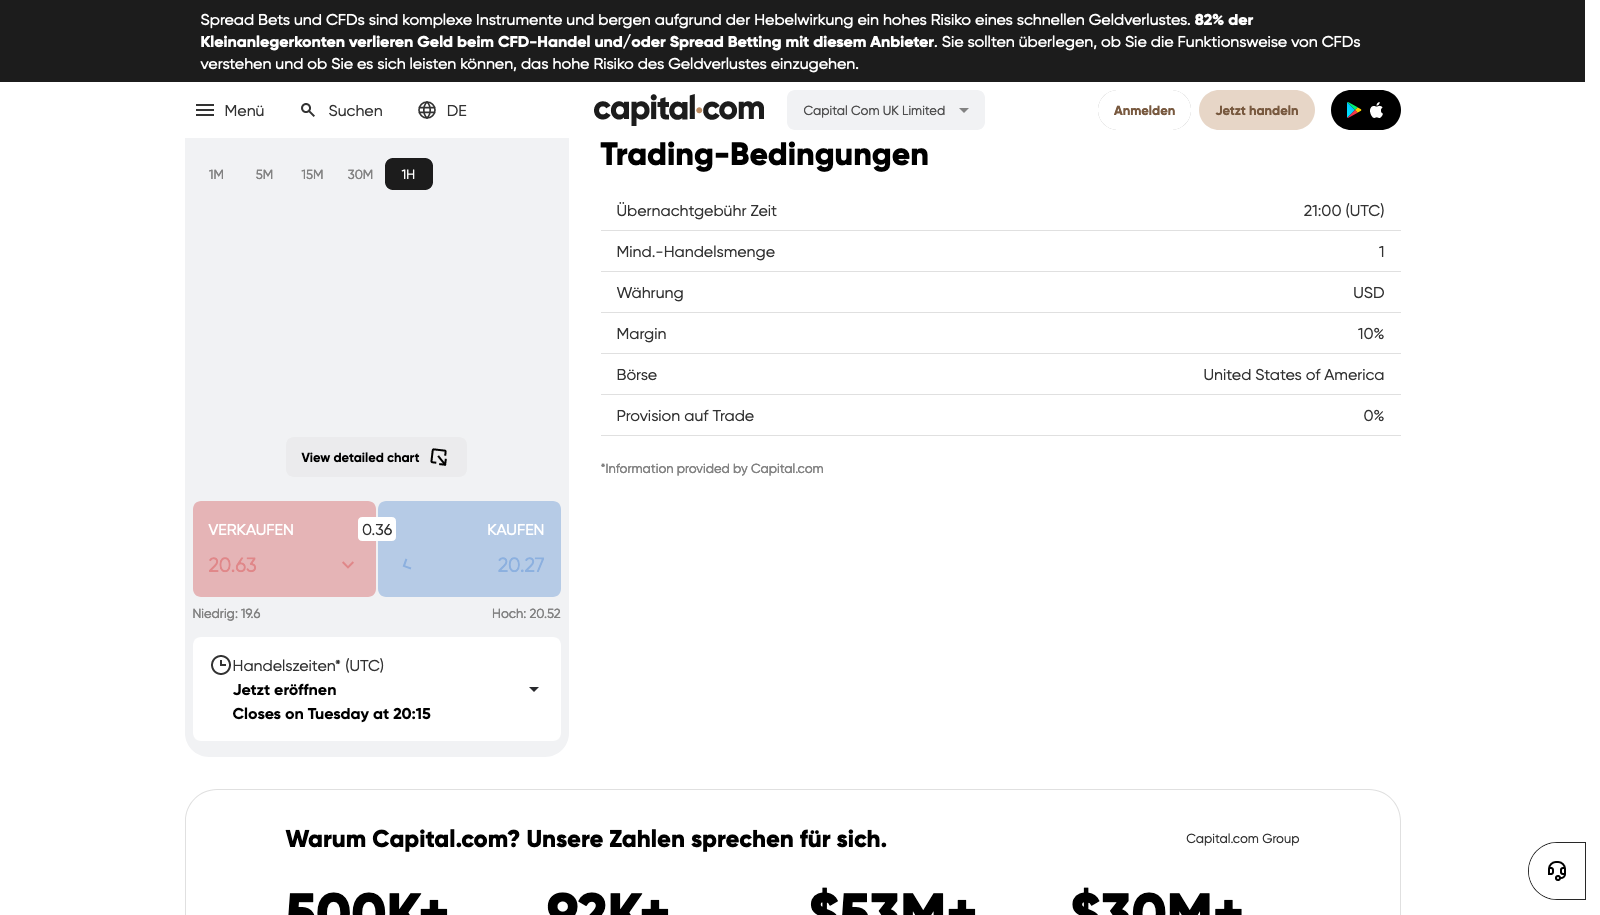 Spread Bets und CFDs sind komplexe Instrumente und bergen aufgrund der Hebelwirkung ein hohes Risiko eines schnellen Geldverlustes. 82% der
Kleinanlegerkonten verlieren Geld beim CFD-Handel und/oder Spread Betting mit diesem Anbieter. Sie sollten überlegen, ob Sie die Funktionsweise von CFDs
verstehen und ob Sie es sich leisten können, das hohe Risiko des Geldverlustes einzugehen.
Menü Suchen DE capital.com Capital Com UK Limited Anmelden Jetzt handeln
1M 5M 15M 30M 1H
View detailed chart
VERKAUFEN 0.36 KAUFEN
20.63 20.27
Niedrig: 19.6 Hoch: 20.52
Handelszeiten* (UTC)
Jetzt eröffnen
Closes on Tuesday at 20:15
Trading-Bedingungen
Übernachtgebühr Zeit 21:00 (UTC)
Mind.-Handelsmenge 1
Währung USD
Margin 10%
Börse United States of America
Provision auf Trade 0%
*Information provided by Capital.com
Warum Capital.com? Unsere Zahlen sprechen für sich. Capital.com Group
500K+ 92K+ $53M+ $30M+